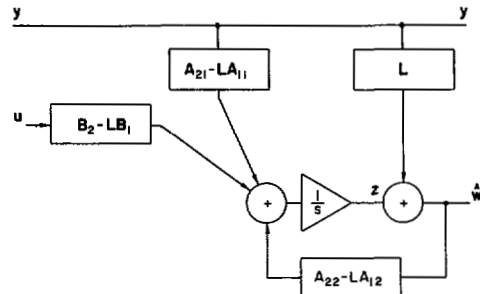 y y
A₂₁-LA₁₁
L
u
B₂-LB₁
+
1/s
z
+
ŵ
A₂₂-LA₁₂